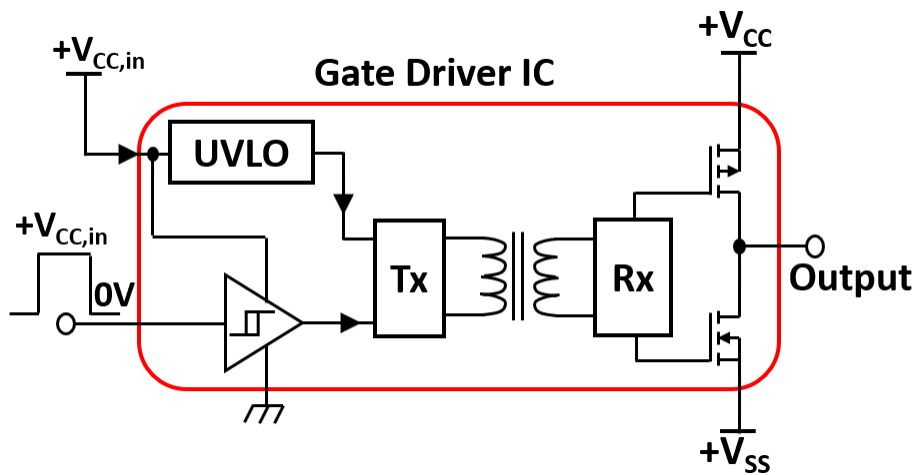 +VCC
+VCC,in
Gate Driver IC
UVLO
+VCC,in
0V
Tx
Rx
Output
+VSS